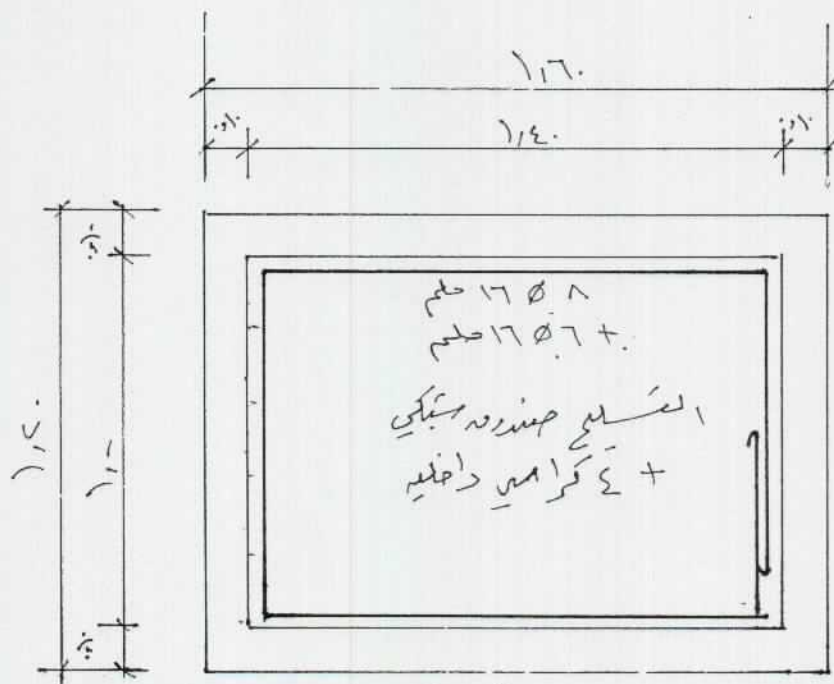 ١,٦٠
٠,١٠
١,٤٠
٠,١٠
٠,١٠
١,٢٠
١,٠٠
٠,١٠
٨ Ø ١٦ ملم
+ ٦ Ø ١٦ ملم
التسليح صندوق شبكي
+ ٤ كراسي داخليه